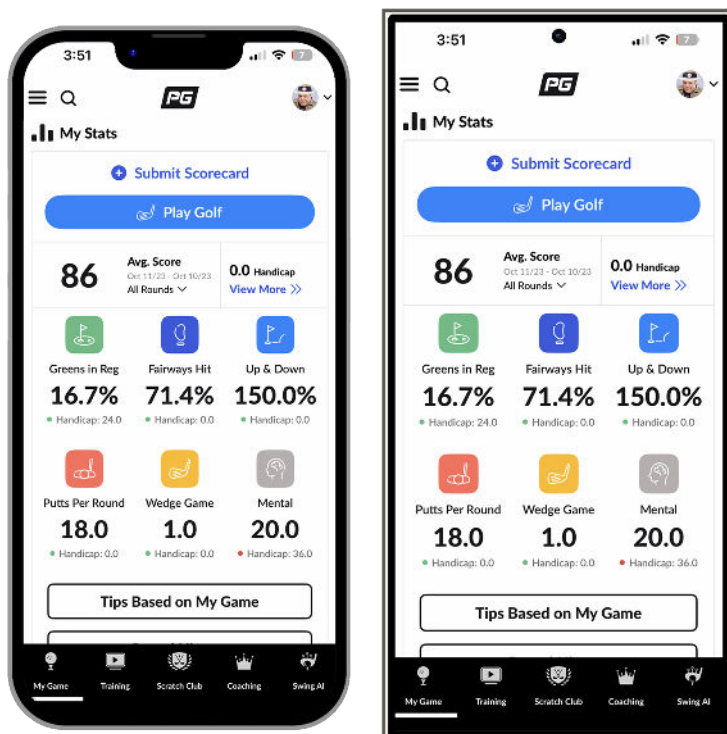 3:51
7
PG
My Stats
Submit Scorecard
Play Golf
86
Avg. Score
Oct 11/23 - Oct 10/23
All Rounds
0.0 Handicap
View More
Greens in Reg
Fairways Hit
Up & Down
16.7%
71.4%
150.0%
Handicap: 24.0
Handicap: 0.0
Handicap: 0.0
Putts Per Round
Wedge Game
Mental
18.0
1.0
20.0
Handicap: 0.0
Handicap: 0.0
Handicap: 36.0
Tips Based on My Game
My Game
Training
Scratch Club
Coaching
Swing AI
3:51
7
PG
My Stats
Submit Scorecard
Play Golf
86
Avg. Score
Oct 11/23 - Oct 10/23
All Rounds
0.0 Handicap
View More
Greens in Reg
Fairways Hit
Up & Down
16.7%
71.4%
150.0%
Handicap: 24.0
Handicap: 0.0
Handicap: 0.0
Putts Per Round
Wedge Game
Mental
18.0
1.0
20.0
Handicap: 0.0
Handicap: 0.0
Handicap: 36.0
Tips Based on My Game
My Game
Training
Scratch Club
Coaching
Swing AI